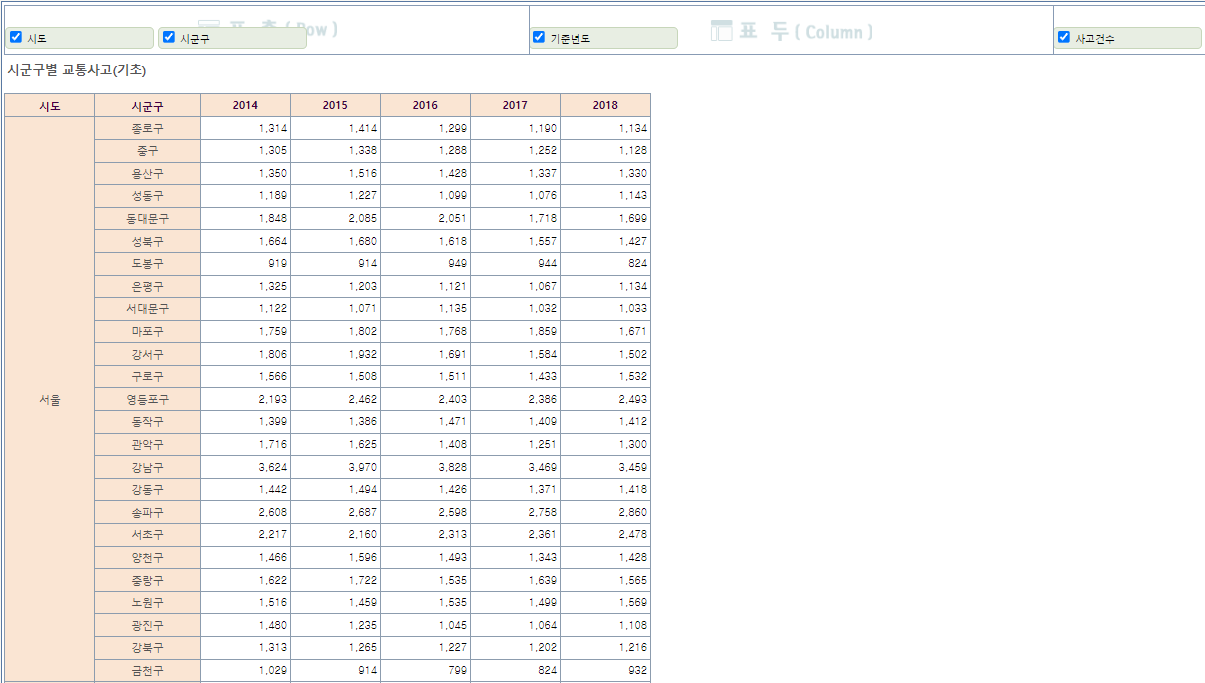 표 측 ( Row )
표 두 ( Column )
시도 시군구 기준년도 사고건수
시군구별 교통사고(기초)
시도 시군구 2014 2015 2016 2017 2018
종로구 1,314 1,414 1,299 1,190 1,134
중구 1,305 1,338 1,288 1,252 1,128
용산구 1,350 1,516 1,428 1,337 1,330
성동구 1,189 1,227 1,099 1,076 1,143
동대문구 1,848 2,085 2,051 1,718 1,699
성북구 1,664 1,680 1,618 1,557 1,427
도봉구 919 914 949 944 824
은평구 1,325 1,203 1,121 1,067 1,134
서대문구 1,122 1,071 1,135 1,032 1,033
마포구 1,759 1,802 1,768 1,859 1,671
강서구 1,806 1,932 1,691 1,584 1,502
구로구 1,566 1,508 1,511 1,433 1,532
서울 영등포구 2,193 2,462 2,403 2,386 2,493
동작구 1,399 1,386 1,471 1,409 1,412
관악구 1,716 1,625 1,408 1,251 1,300
강남구 3,624 3,970 3,828 3,469 3,459
강동구 1,442 1,494 1,426 1,371 1,418
송파구 2,608 2,687 2,598 2,758 2,860
서초구 2,217 2,160 2,313 2,361 2,478
양천구 1,466 1,596 1,493 1,343 1,428
중랑구 1,622 1,722 1,535 1,639 1,565
노원구 1,516 1,459 1,535 1,499 1,569
광진구 1,480 1,235 1,045 1,064 1,108
강북구 1,313 1,265 1,227 1,202 1,216
금천구 1,029 914 799 824 932